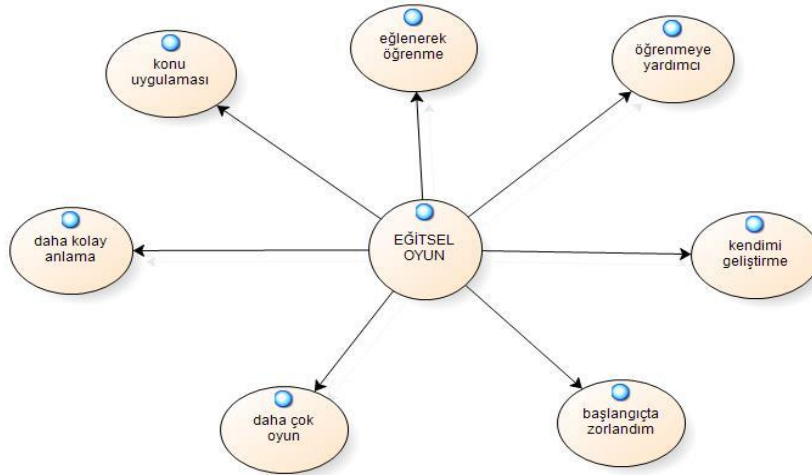 eğlenerek
öğrenme
konu
uygulaması
öğrenmeye
yardımcı
daha kolay
anlama
EĞİTSEL
OYUN
kendimi
geliştirme
daha çok
oyun
başlangıçta
zorlandım